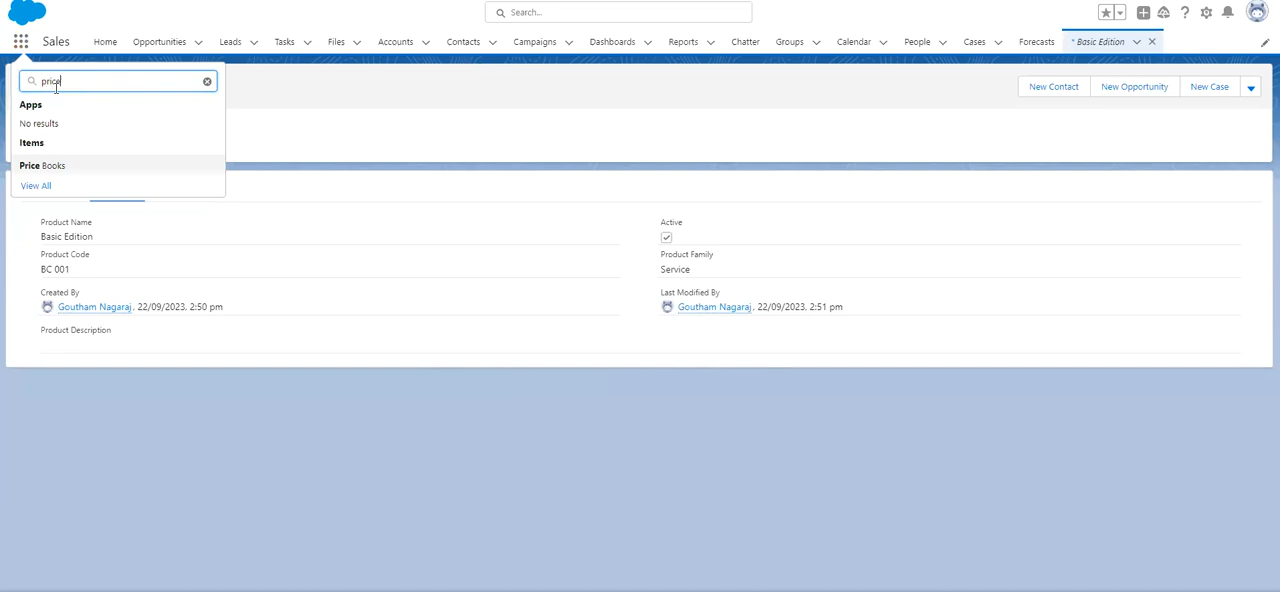 Search...
Sales
Home
Opportunities
Leads
Tasks
Files
Accounts
Contacts
Campaigns
Dashboards
Reports
Chatter
Groups
Calendar
People
Cases
Forecasts
* Basic Edition
price
Apps
No results
Items
Price Books
View All
New Contact
New Opportunity
New Case
Product Name
Basic Edition
Active
Product Code
BC 001
Product Family
Service
Created By
Goutham Nagaraj, 22/09/2023, 2:50 pm
Last Modified By
Goutham Nagaraj, 22/09/2023, 2:51 pm
Product Description